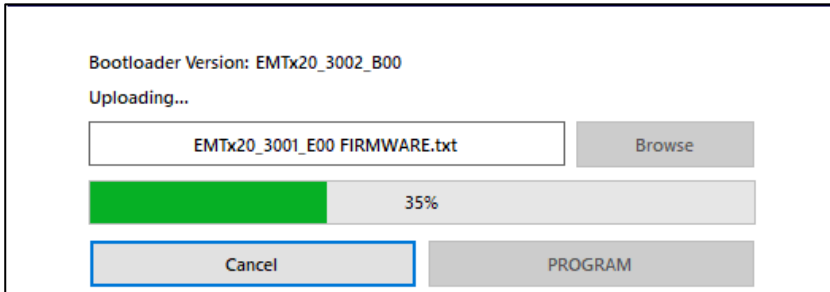 Bootloader Version: EMTx20_3002_B00
Uploading...
EMTx20_3001_E00 FIRMWARE.txt Browse
35%
Cancel PROGRAM